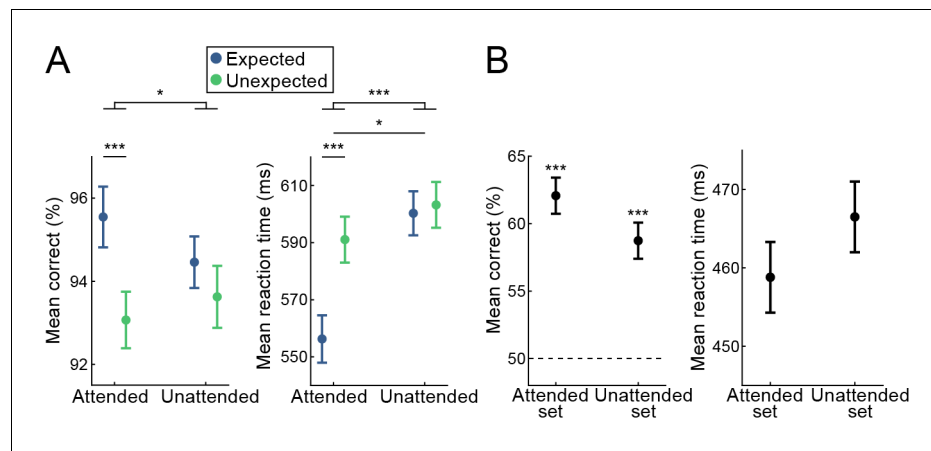 A
Expected
Unexpected
B
*
***
*
***
***
Mean correct (%)
96
94
92
Attended Unattended
Mean reaction time (ms)
610
590
570
550
Attended Unattended
Mean correct (%)
65
60
55
50
***
***
Attended Unattended
set set
Mean reaction time (ms)
470
460
450
Attended Unattended
set set